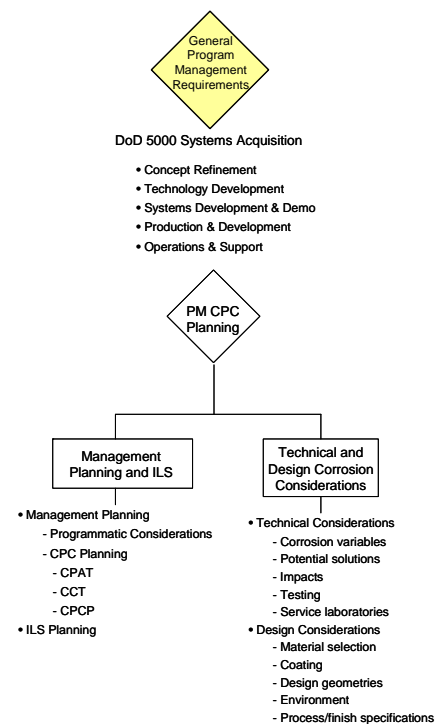 General
Program
Management
Requirements
DoD 5000 Systems Acquisition
• Concept Refinement
• Technology Development
• Systems Development & Demo
• Production & Development
• Operations & Support
PM CPC
Planning
Management
Planning and ILS
• Management Planning
- Programmatic Considerations
- CPC Planning
- CPAT
- CCT
- CPCP
• ILS Planning
Technical and
Design Corrosion
Considerations
• Technical Considerations
- Corrosion variables
- Potential solutions
- Impacts
- Testing
- Service laboratories
• Design Considerations
- Material selection
- Coating
- Design geometries
- Environment
- Process/finish specifications